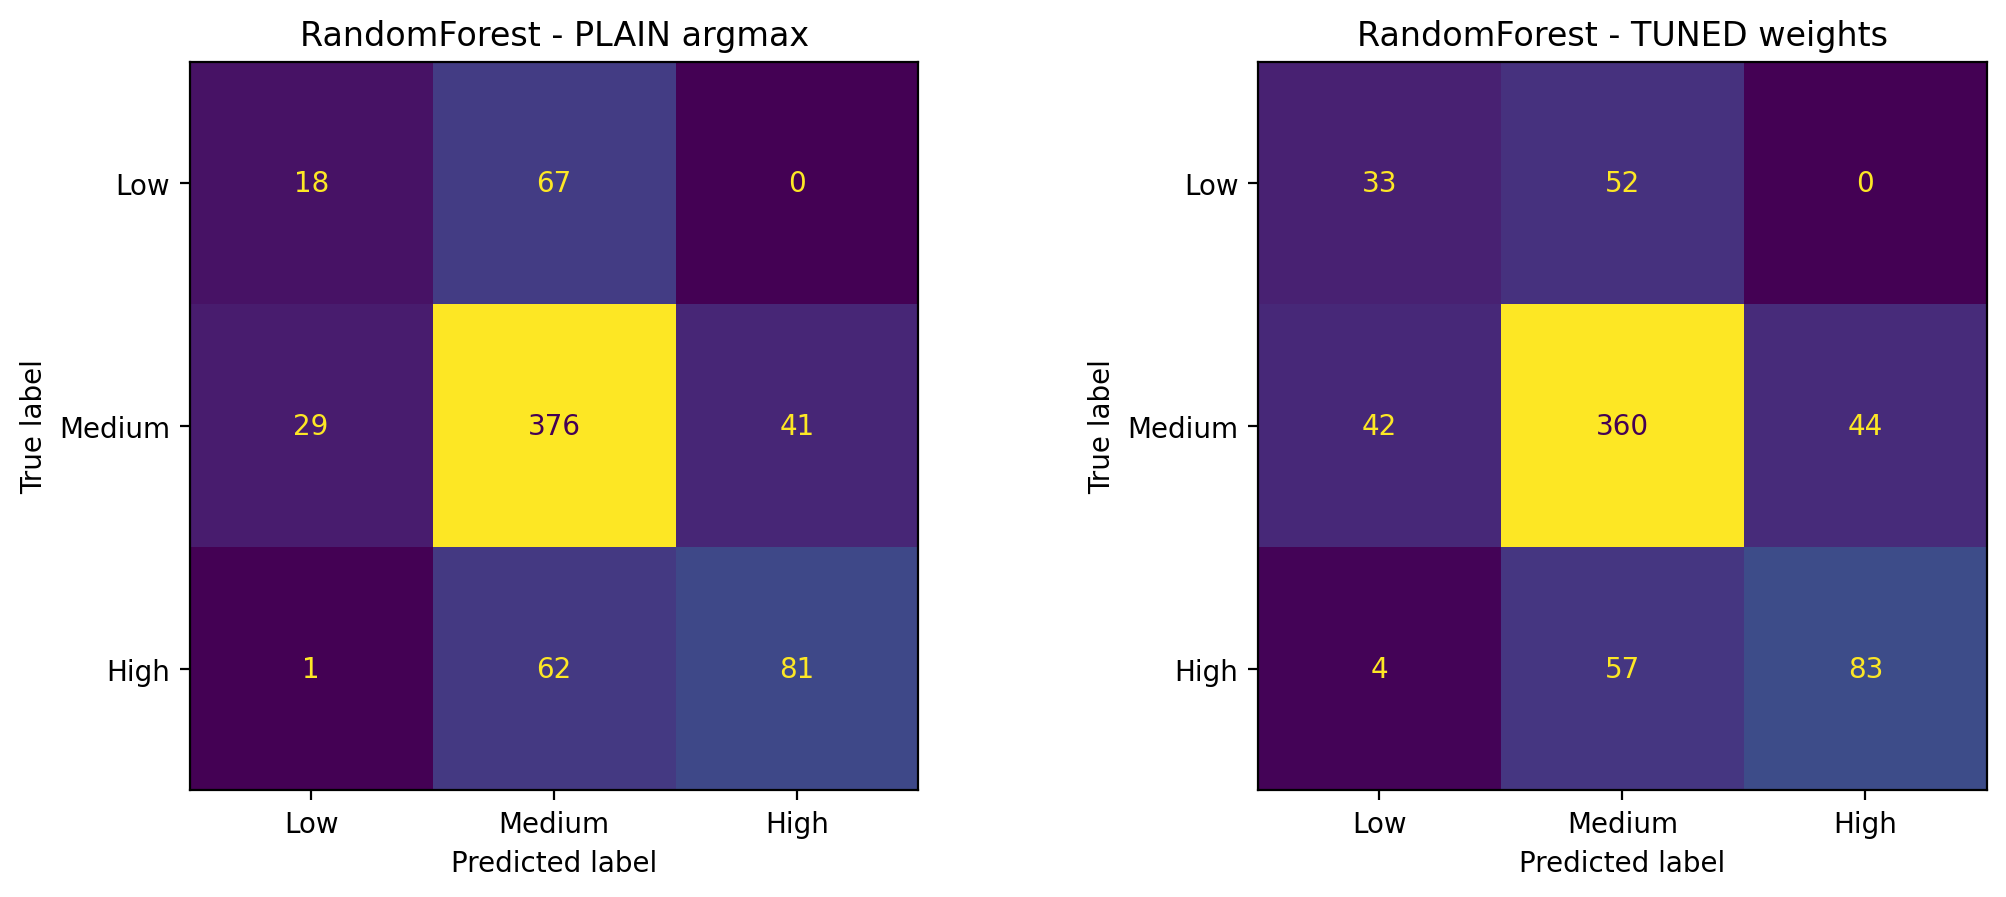 RandomForest - PLAIN argmax
True label
Low
18 67 0
Medium
29 376 41
High
1 62 81
Low Medium High
Predicted label
RandomForest - TUNED weights
True label
Low
33 52 0
Medium
42 360 44
High
4 57 83
Low Medium High
Predicted label